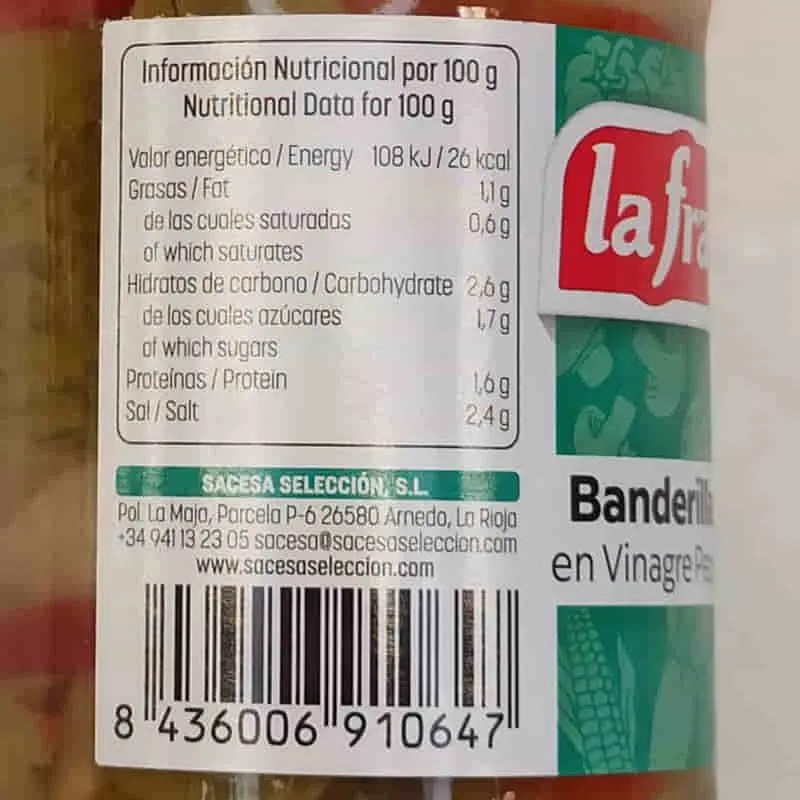 Información Nutricional por 100 g
Nutritional Data for 100 g
Valor energético / Energy 108 kJ / 26 kcal
Grasas / Fat 1,1 g
de las cuales saturadas 0,6 g
of which saturates
Hidratos de carbono / Carbohydrate 2,6 g
de los cuales azúcares 1,7 g
of which sugars
Proteínas / Protein 1,6 g
Sal / Salt 2,4 g
SACESA SELECCIÓN, S.L.
Pol. La Maja, Parcela P-6 26580 Arnedo, La Rioja
+34 941 13 23 05 sacesa@sacesaseleccion.com
www.sacesaseleccion.com
8 436006 910647
la fra
Banderill
en Vinagre